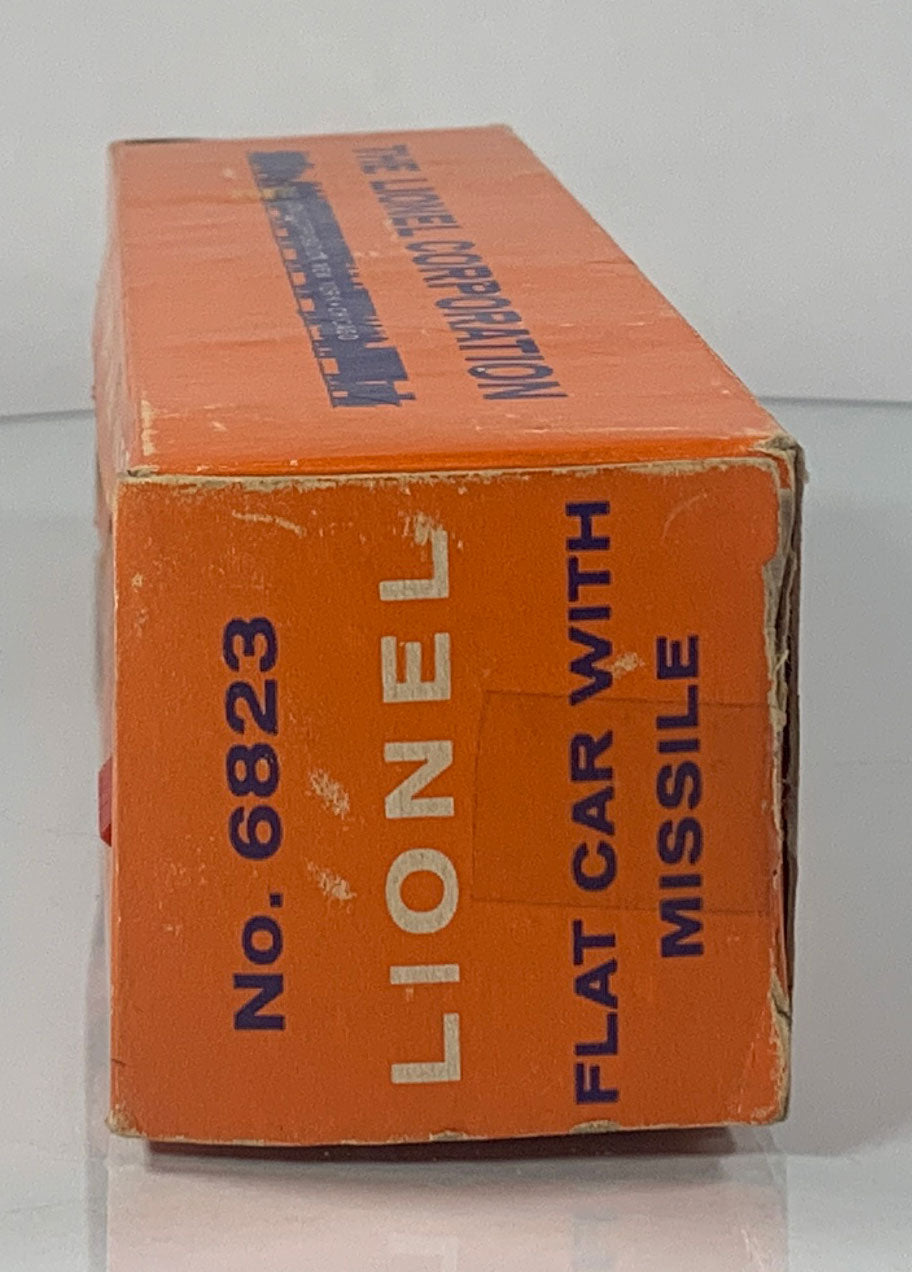 No. 6823
LIONEL
FLAT CAR WITH
MISSILE
THE LIONEL CORPORATION